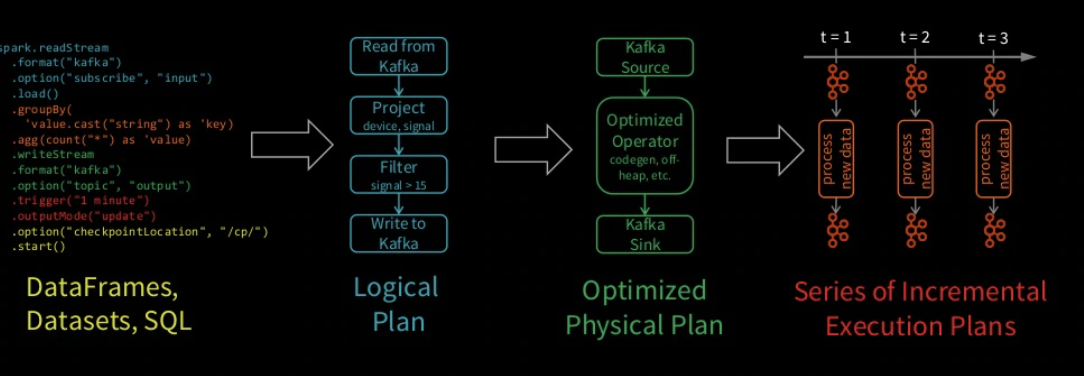 spark.readStream
.format("kafka")
.option("subscribe", "input")
.load()
.groupBy(
'value.cast("string") as 'key)
.agg(count("*") as 'value)
.writeStream
.format("kafka")
.option("topic", "output")
.trigger("1 minute")
.outputMode("update")
.option("checkpointLocation", "/cp/")
.start()
DataFrames,
Datasets, SQL
Read from
Kafka
Project
device, signal
Filter
signal > 15
Write to
Kafka
Logical
Plan
Kafka
Source
Optimized
Operator
codegen, off-
heap, etc.
Kafka
Sink
Optimized
Physical Plan
t = 1
t = 2
t = 3
process
new data
process
new data
process
new data
Series of Incremental
Execution Plans